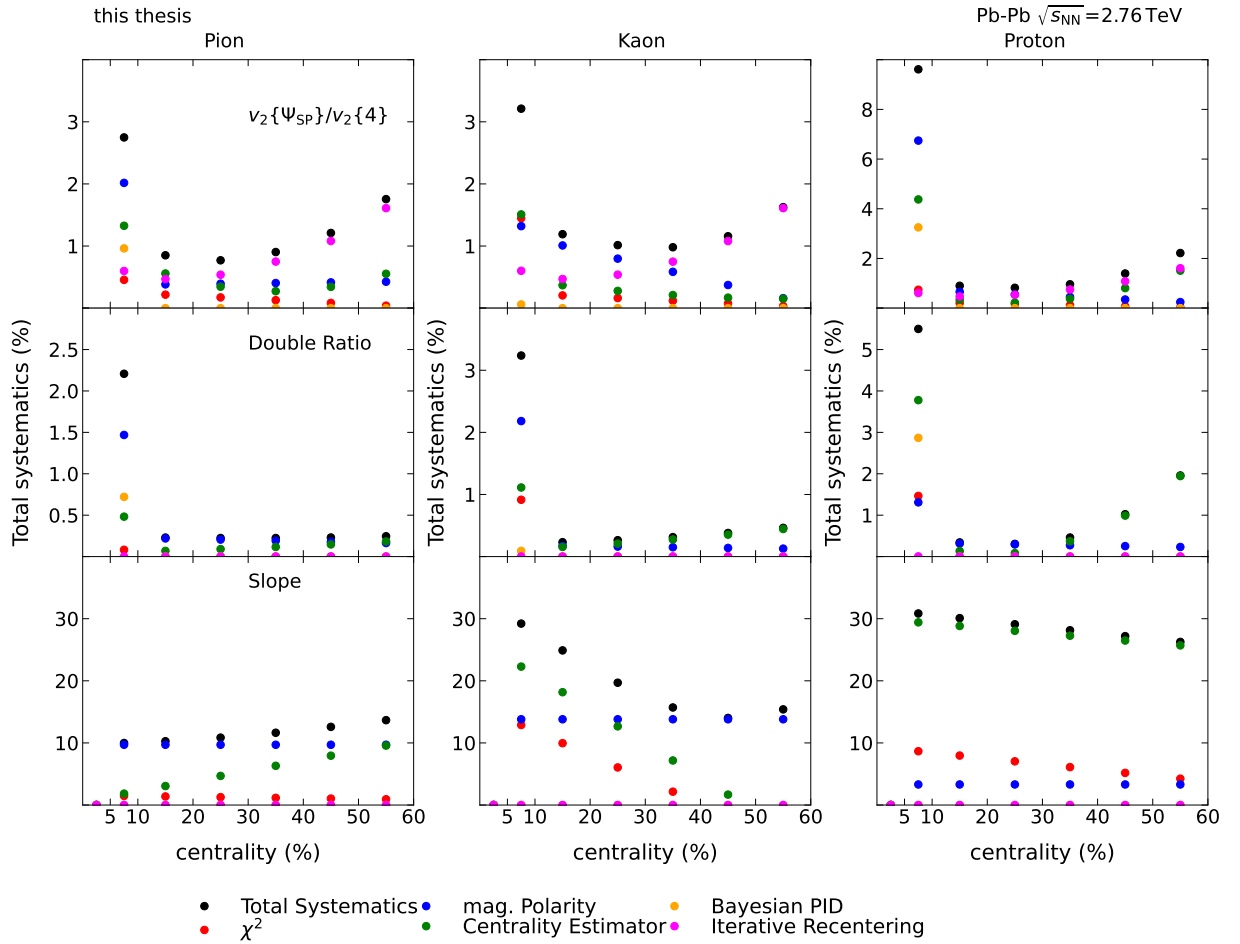 this thesis
Pb-Pb √sNN=2.76 TeV
Pion
Kaon
Proton
v2{ΨSP}/v2{4}
3
2
1
3
2
1
8
6
4
2
Double Ratio
2.5
2.0
1.5
1.0
0.5
3
2
1
5
4
3
2
1
Total systematics (%)
Total systematics (%)
Total systematics (%)
Slope
30
20
10
30
20
10
30
20
10
5 10 20 30 40 50 60
5 10 20 30 40 50 60
5 10 20 30 40 50 60
centrality (%)
centrality (%)
centrality (%)
Total Systematics
mag. Polarity
Bayesian PID
χ²
Centrality Estimator
Iterative Recentering